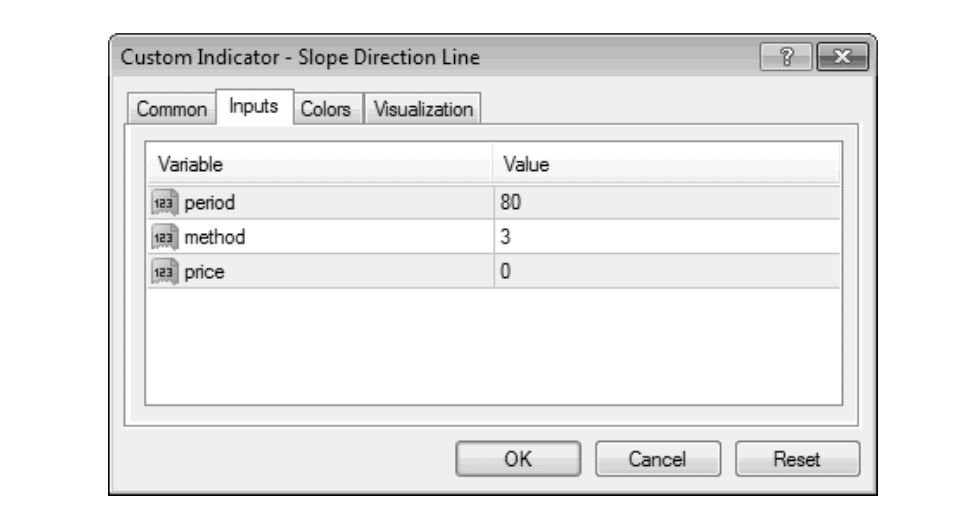 Custom Indicator - Slope Direction Line
?
Common Inputs Colors Visualization
Variable Value
123 period 80
123 method 3
123 price 0
OK Cancel Reset